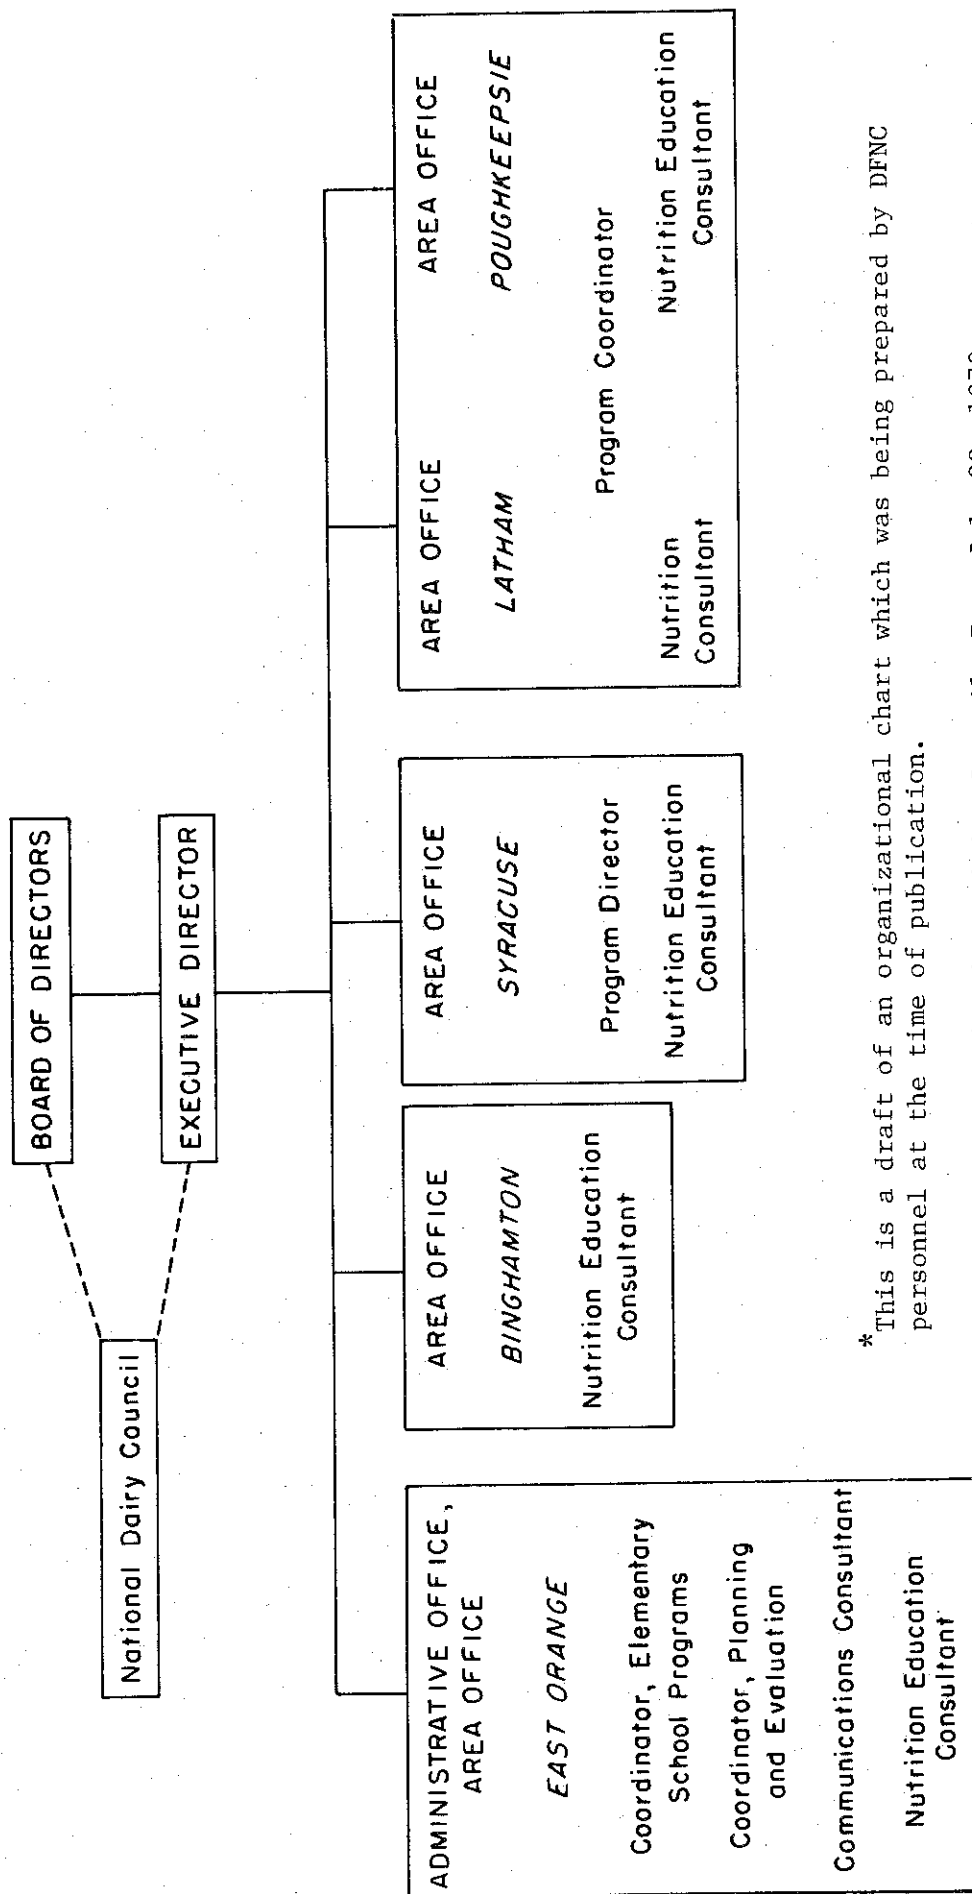 BOARD OF DIRECTORS
National Dairy Council
EXECUTIVE DIRECTOR
ADMINISTRATIVE OFFICE,
AREA OFFICE
EAST ORANGE
Coordinator, Elementary
School Programs
Coordinator, Planning
and Evaluation
Communications Consultant
Nutrition Education
Consultant
AREA OFFICE
BINGHAMTON
Nutrition Education
Consultant
AREA OFFICE
SYRACUSE
Program Director
Nutrition Education
Consultant
AREA OFFICE
LATHAM
AREA OFFICE
POUGHKEEPSIE
Program Coordinator
Nutrition
Consultant
Nutrition Education
Consultant
*This is a draft of an organizational chart which was being prepared by DFNC
personnel at the time of publication.